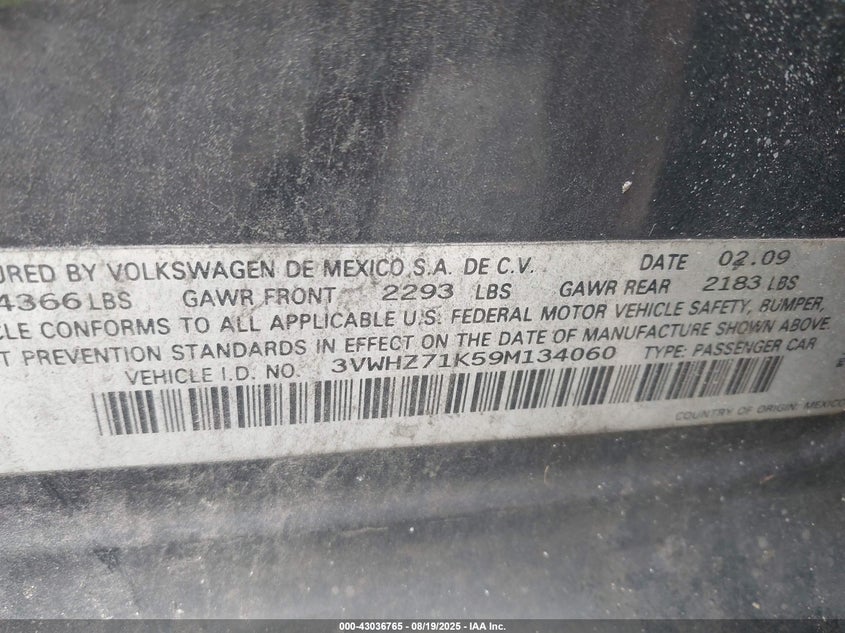 URED BY VOLKSWAGEN DE MEXICO S.A. DE C.V. DATE 02.09
4366 LBS GAWR FRONT 2293 LBS GAWR REAR 2183 LBS
CLE CONFORMS TO ALL APPLICABLE U.S. FEDERAL MOTOR VEHICLE SAFETY, BUMPER,
T PREVENTION STANDARDS IN EFFECT ON THE DATE OF MANUFACTURE SHOWN ABOVE.
VEHICLE I.D. NO. 3VWHZ71K59M134060 TYPE: PASSENGER CAR
COUNTRY OF ORIGIN: MEXICO
000-43036765 - 08/19/2025 - IAA Inc.